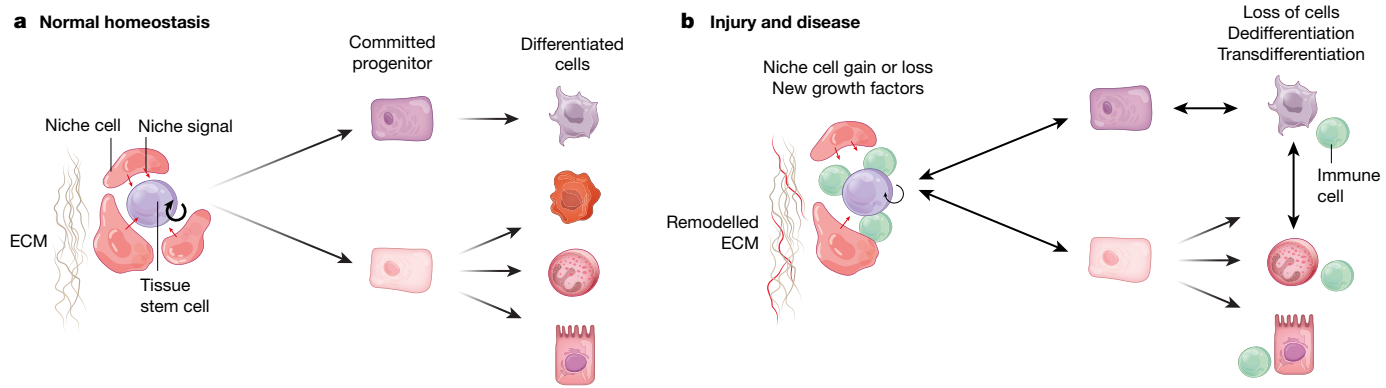 a Normal homeostasis
Committed
progenitor
Differentiated
cells
Niche cell
Niche signal
ECM
Tissue
stem cell
b Injury and disease
Niche cell gain or loss
New growth factors
Loss of cells
Dedifferentiation
Transdifferentiation
Immune
cell
Remodelled
ECM